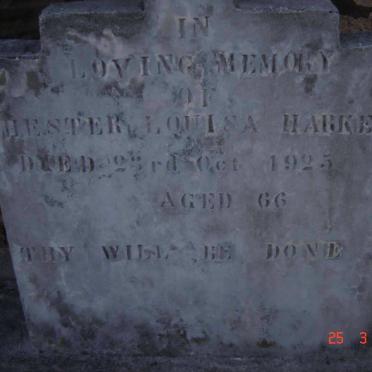 IN
LOVING MEMORY
OF
HESTER LOUISA HARKE
DIED 23rd Oct 1925
AGED 66
THY WILL BE DONE
25 3